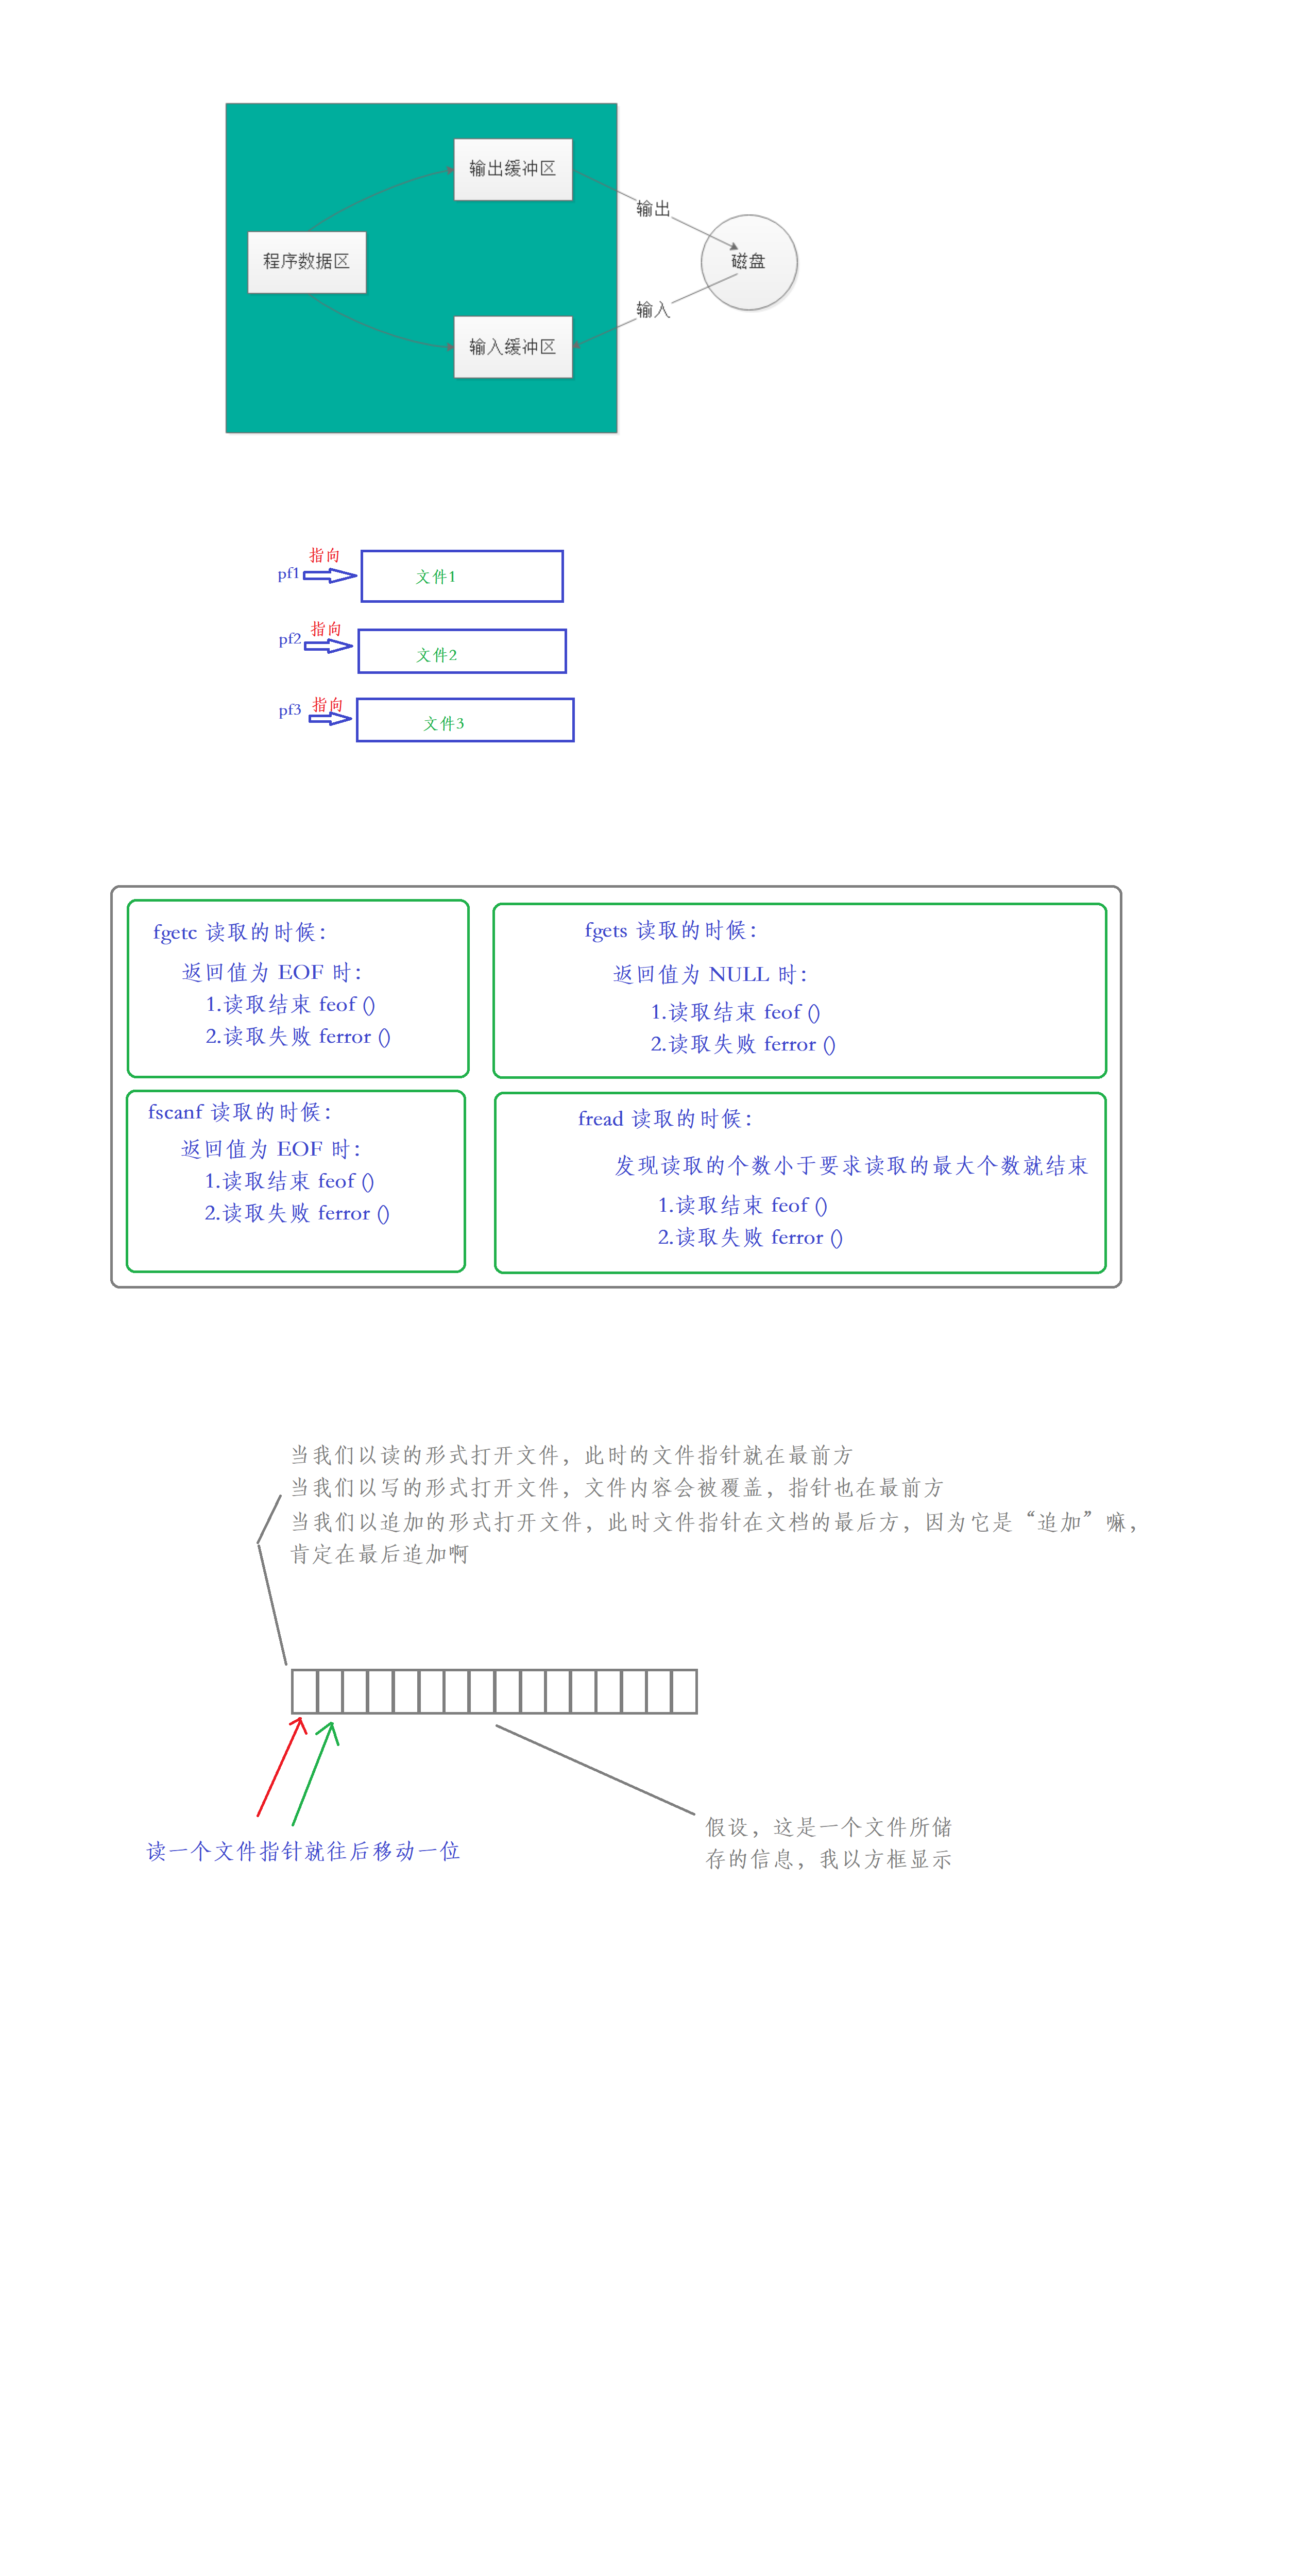 输出缓冲区
输出
程序数据区
磁盘
输入
输入缓冲区
指向
pf1
文件1
指向
pf2
文件2
指向
pf3
文件3
fgetc 读取的时候：
返回值为 EOF 时：
1.读取结束 feof ()
2.读取失败 ferror ()
fgets 读取的时候：
返回值为 NULL 时：
1.读取结束 feof ()
2.读取失败 ferror ()
fscanf 读取的时候：
返回值为 EOF 时：
1.读取结束 feof ()
2.读取失败 ferror ()
fread 读取的时候：
发现读取的个数小于要求读取的最大个数就结束
1.读取结束 feof ()
2.读取失败 ferror ()
当我们以读的形式打开文件，此时的文件指针就在最前方
当我们以写的形式打开文件，文件内容会被覆盖，指针也在最前方
当我们以追加的形式打开文件，此时文件指针在文档的最后方，因为它是“追加”嘛，
肯定在最后追加啊
读一个文件指针就往后移动一位
假设，这是一个文件所储
存的信息，我以方框显示